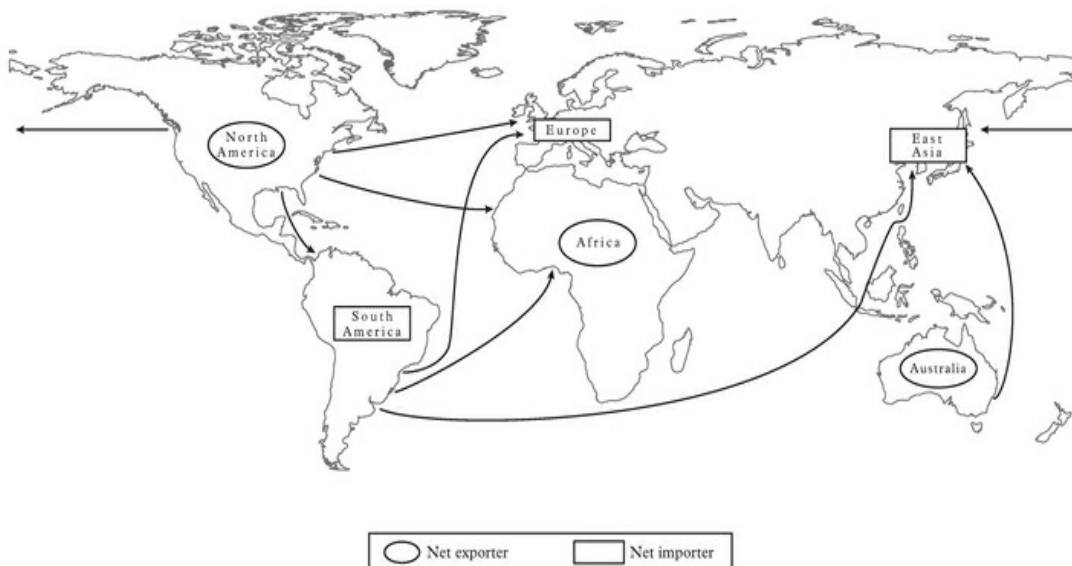 North
America
Europe
East
Asia
Africa
South
America
Australia
Net exporter
Net importer